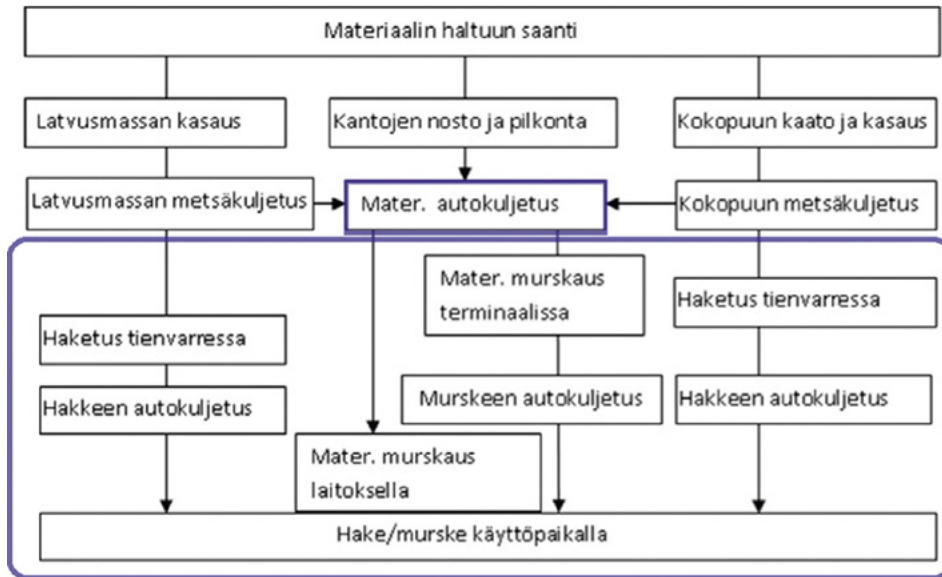 Materiaalin haltuun saanti
Latvusmassan kasaus
Kantojen nosto ja pilkonta
Kokopuun kaato ja kasaus
Latvusmassan metsäkuljetus
Mater. autokuljetus
Kokopuun metsäkuljetus
Mater. murskaus
terminaalissa
Haketus tienvarressa
Haketus tienvarressa
Hakkeen autokuljetus
Murskeen autokuljetus
Hakkeen autokuljetus
Mater. murskaus
laitoksella
Hake/murske käyttöpaikalla